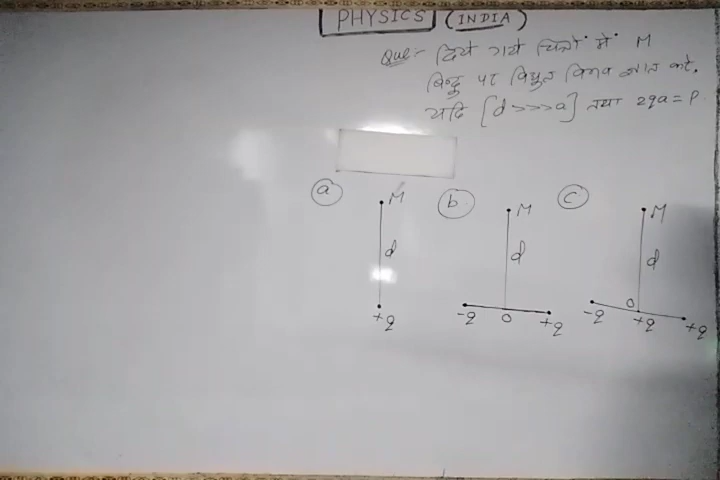 PHYSICS (INDIA)
Que:- दिये गये चित्रों में M
बिन्दु पर विधुत विभव ज्ञात करे.
यदि [d>>>a] तथा 2qa=P.
a M b M c M
d d d
+q -q O +q -q O +q +q